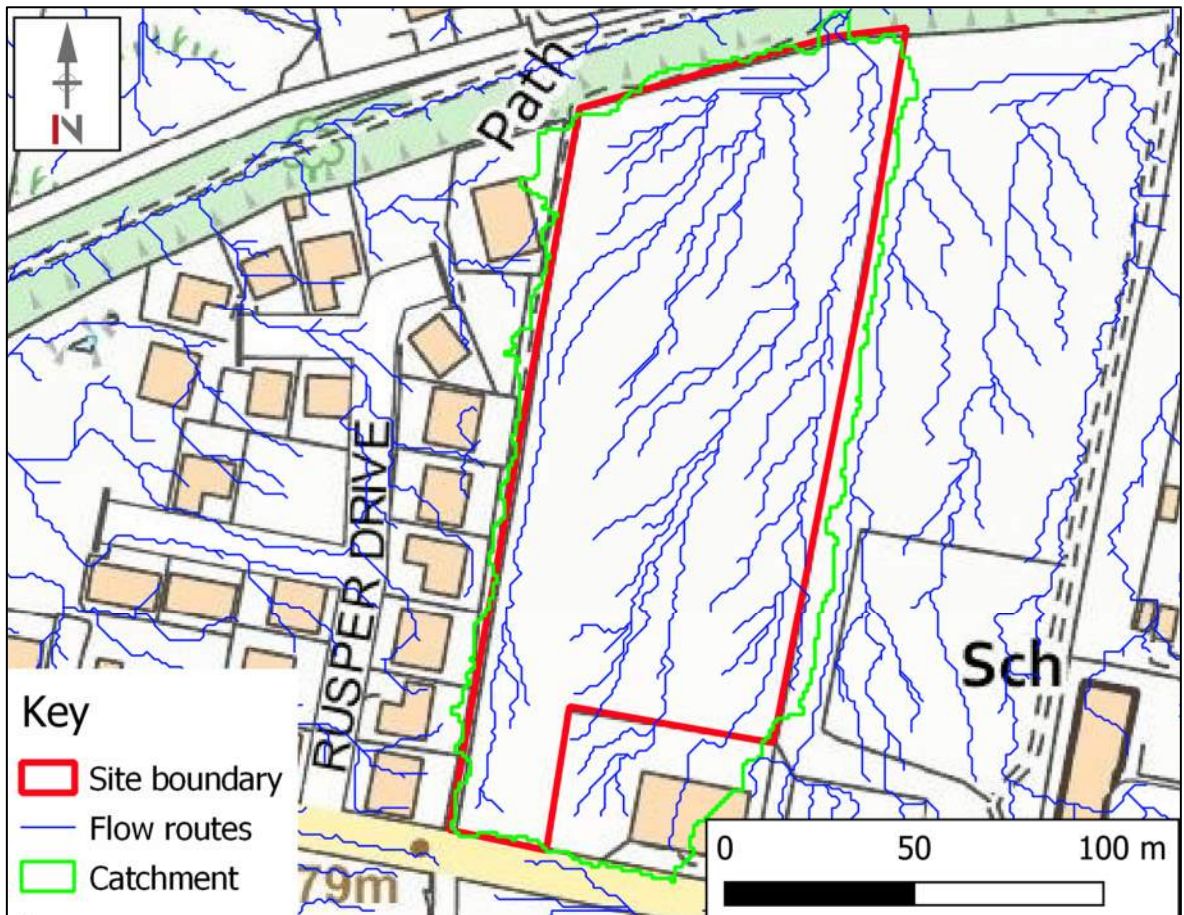 N
Path
RUSPER DRIVE
Sch
79m
Key
Site boundary
Flow routes
Catchment
0 50 100 m